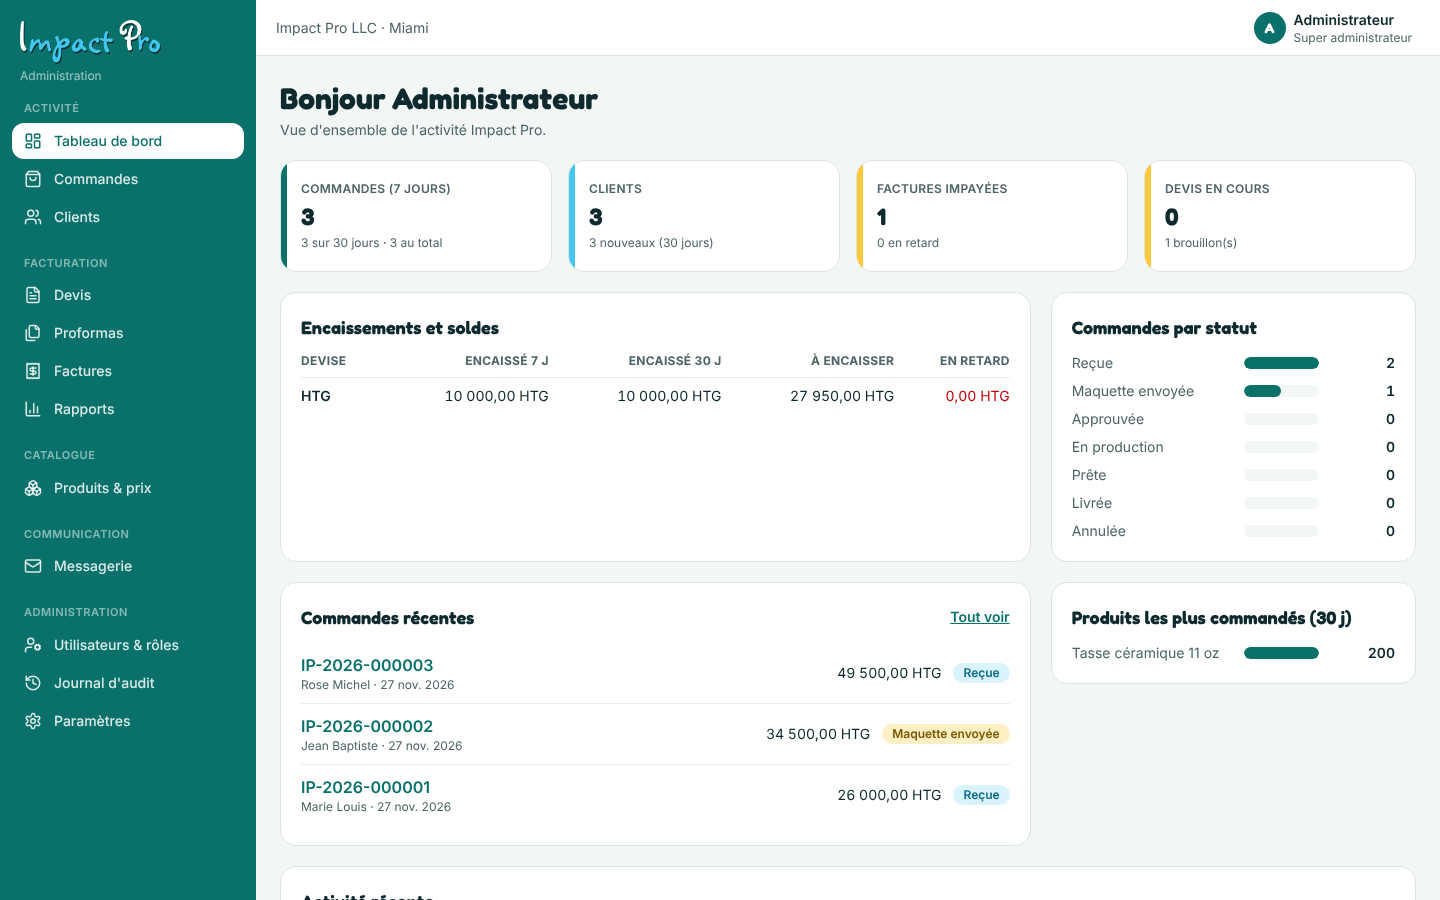 Impact Pro
Administration
ACTIVITÉ
Tableau de bord
Commandes
Clients
FACTURATION
Devis
Proformas
Factures
Rapports
CATALOGUE
Produits & prix
COMMUNICATION
Messagerie
ADMINISTRATION
Utilisateurs & rôles
Journal d'audit
Paramètres
Impact Pro LLC · Miami
A
Administrateur
Super administrateur
Bonjour Administrateur
Vue d'ensemble de l'activité Impact Pro.
COMMANDES (7 JOURS)
3
3 sur 30 jours · 3 au total
CLIENTS
3
3 nouveaux (30 jours)
FACTURES IMPAYÉES
1
0 en retard
DEVIS EN COURS
0
1 brouillon(s)
Encaissements et soldes
DEVISE ENCAISSÉ 7 J ENCAISSÉ 30 J À ENCAISSER EN RETARD
HTG 10 000,00 HTG 10 000,00 HTG 27 950,00 HTG 0,00 HTG
Commandes par statut
Reçue 2
Maquette envoyée 1
Approuvée 0
En production 0
Prête 0
Livrée 0
Annulée 0
Commandes récentes Tout voir
IP-2026-000003
Rose Michel · 27 nov. 2026
49 500,00 HTG Reçue
IP-2026-000002
Jean Baptiste · 27 nov. 2026
34 500,00 HTG Maquette envoyée
IP-2026-000001
Marie Louis · 27 nov. 2026
26 000,00 HTG Reçue
Produits les plus commandés (30 j)
Tasse céramique 11 oz 200
Activité récente